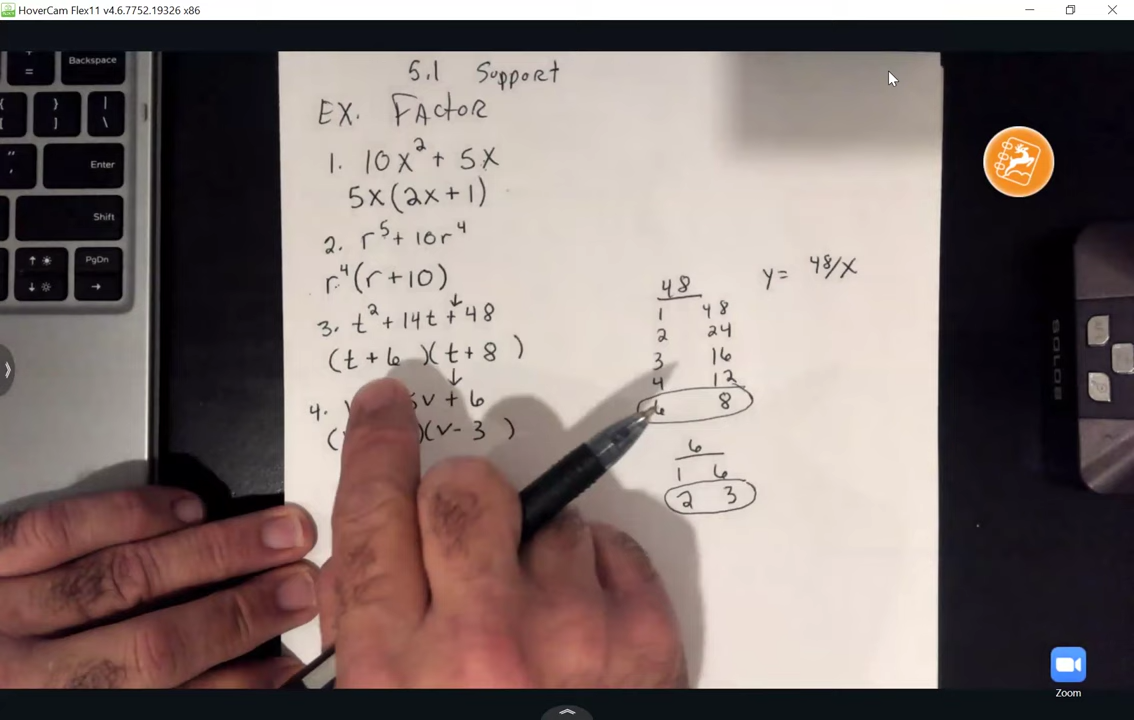 HoverCam Flex11 v4.6.7752.19326 x86
Backspace
+
=
}
]
|
\
"
'
Enter
Shift
PgDn
5.1 Support
EX. FACTOR
1. 10x² + 5x
5x(2x+1)
2. r⁵ + 10r⁴
r⁴(r+10)
3. t² + 14t + 48
(t+6)(t+8)
4. v + 6
( )(v-3)
48
1 48
2 24
3 16
4 12
6 8
6
1 6
2 3
y = 48/x
SOLO
Zoom